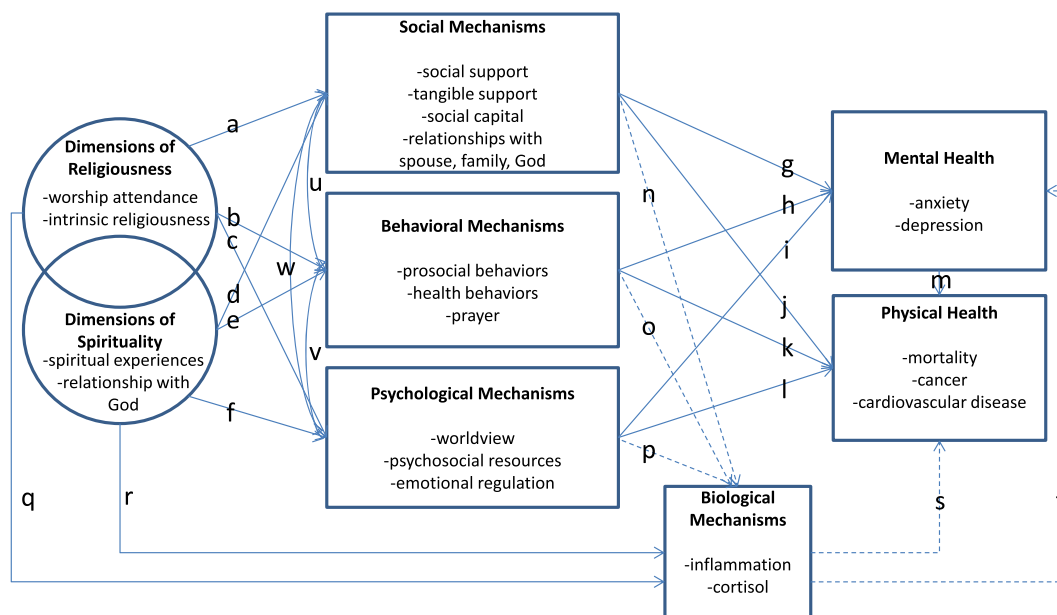 Social Mechanisms
-social support
-tangible support
-social capital
-relationships with
spouse, family, God
Dimensions of
Religiousness
-worship attendance
-intrinsic religiousness
Dimensions of
Spirituality
-spiritual experiences
-relationship with
God
Behavioral Mechanisms
-prosocial behaviors
-health behaviors
-prayer
Psychological Mechanisms
-worldview
-psychosocial resources
-emotional regulation
Biological
Mechanisms
-inflammation
-cortisol
Mental Health
-anxiety
-depression
Physical Health
-mortality
-cancer
-cardiovascular disease
a
b
c
d
e
f
u
w
v
g
h
i
j
k
l
n
o
p
m
q
r
s